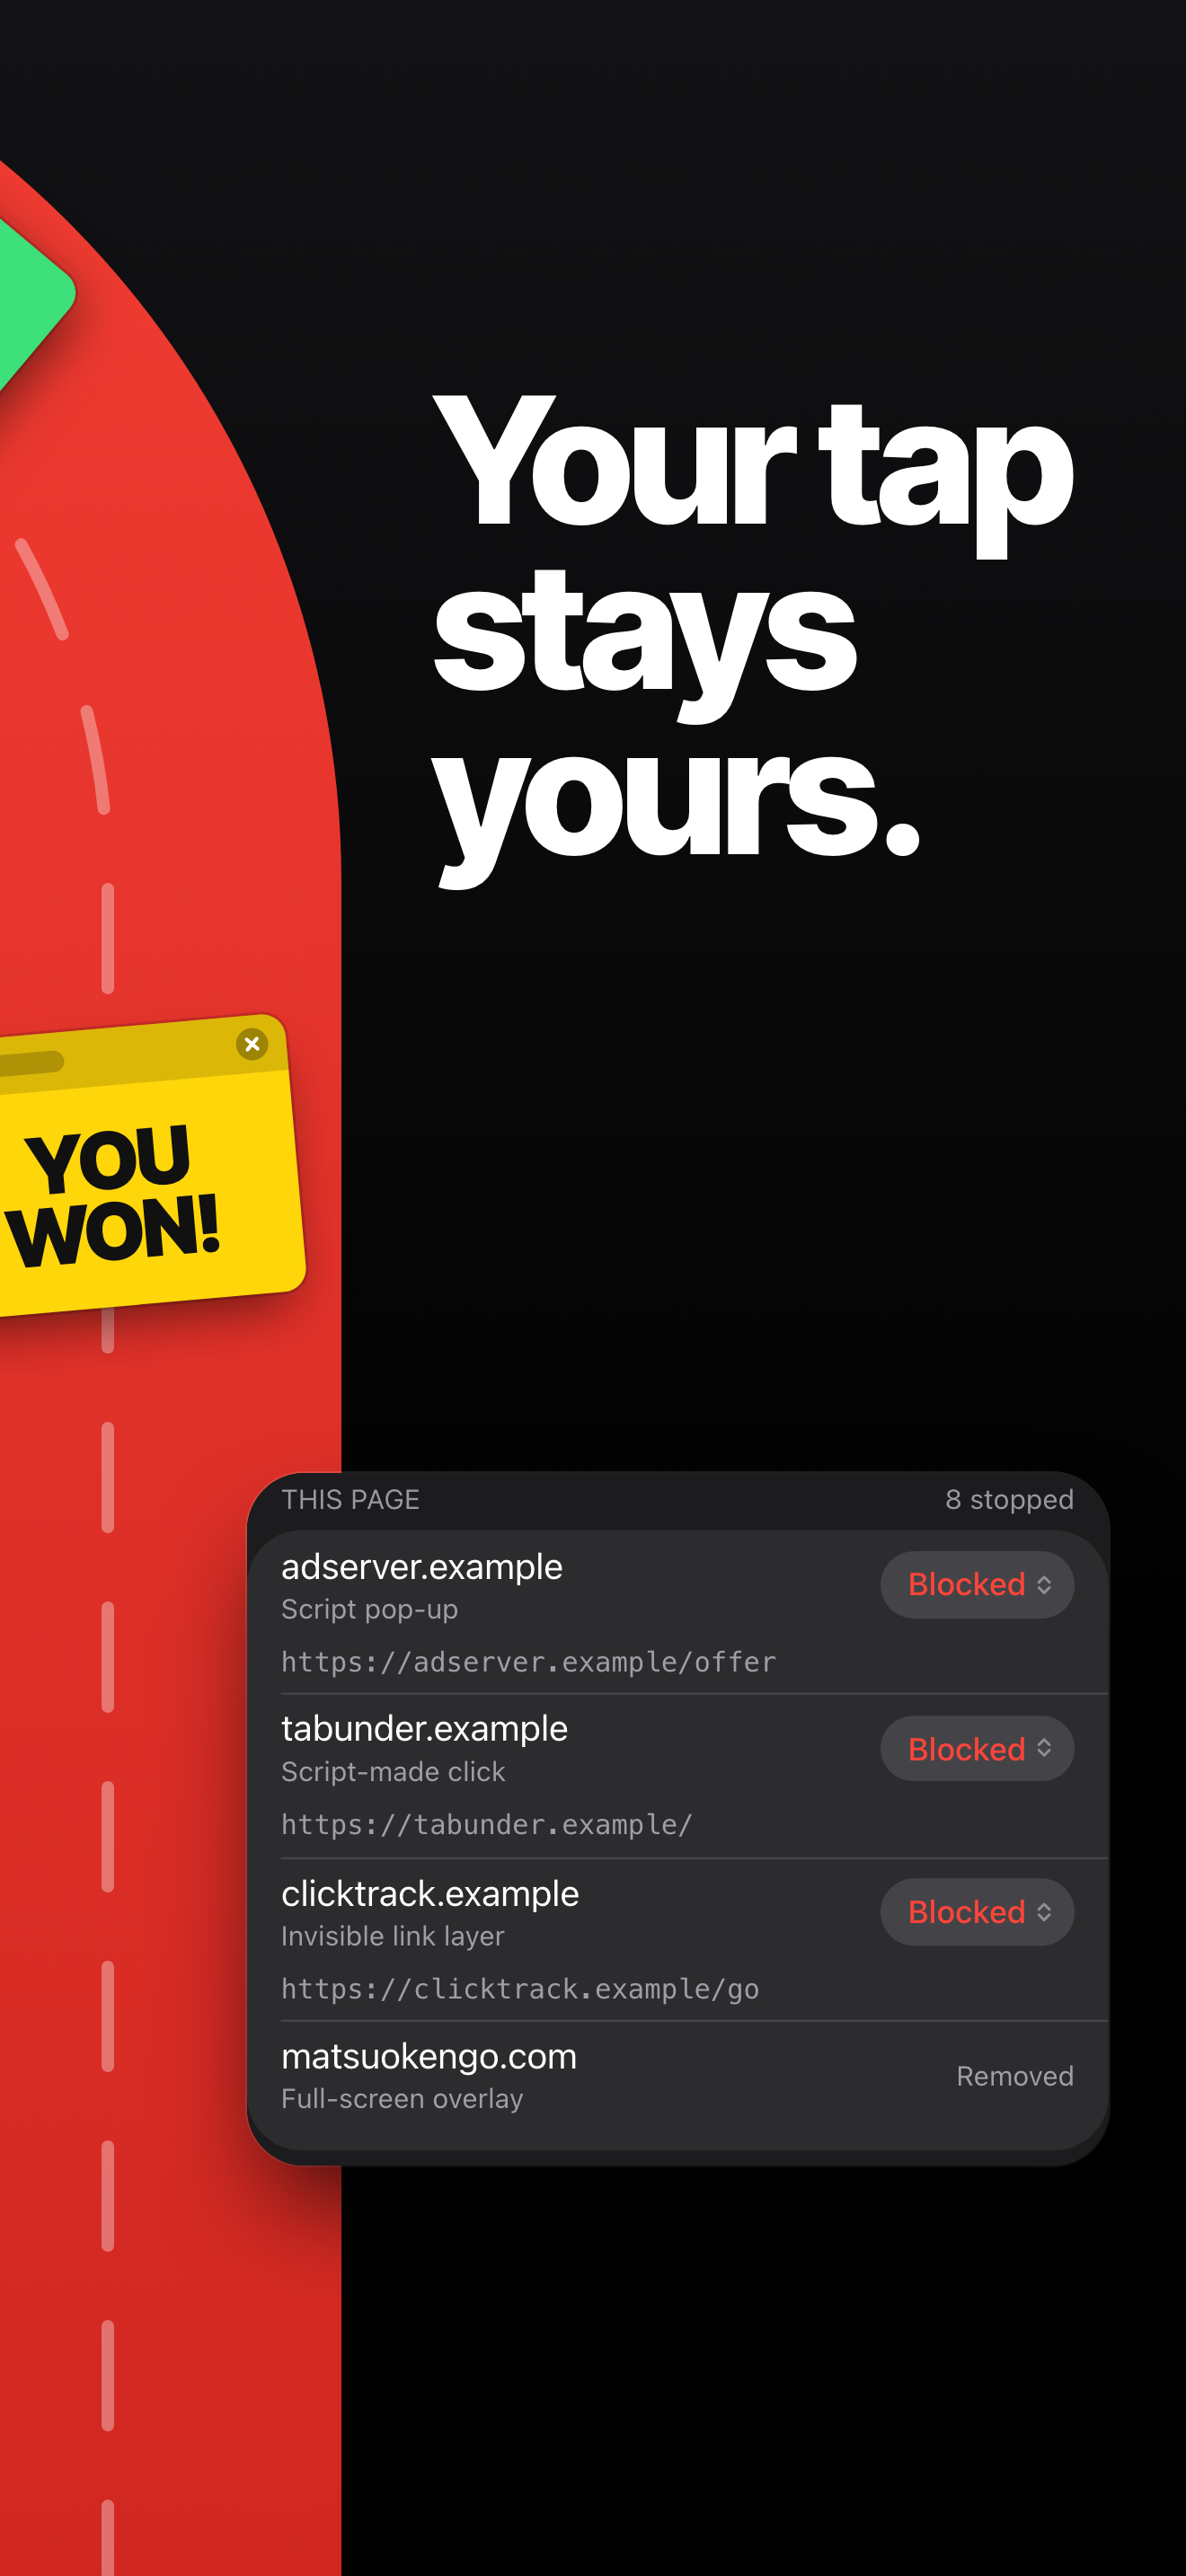 Your tap
stays
yours.
YOU
WON!
THIS PAGE
8 stopped
adserver.example
Blocked
Script pop-up
https://adserver.example/offer
tabunder.example
Blocked
Script-made click
https://tabunder.example/
clicktrack.example
Blocked
Invisible link layer
https://clicktrack.example/go
matsuokengo.com
Removed
Full-screen overlay